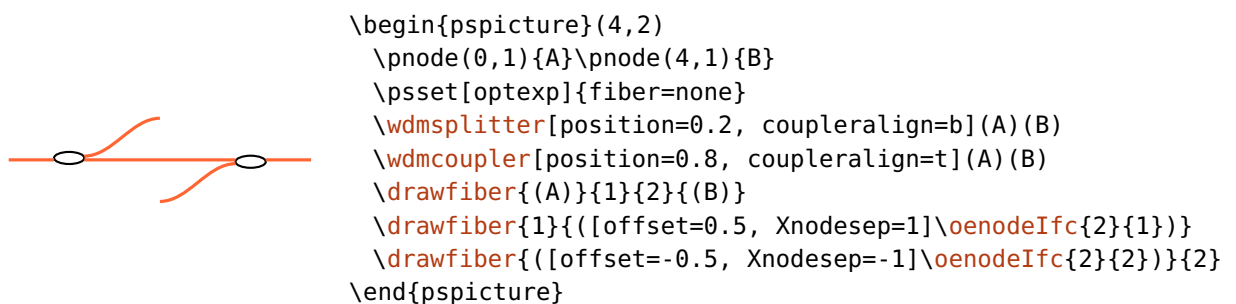 \begin{pspicture}(4,2)
  \pnode(0,1){A}\pnode(4,1){B}
  \psset[optexp]{fiber=none}
  \wdmsplitter[position=0.2, coupleralign=b](A)(B)
  \wdmcoupler[position=0.8, coupleralign=t](A)(B)
  \drawfiber{(A)}{1}{2}{(B)}
  \drawfiber{1}{([offset=0.5, Xnodesep=1]\oenodeIfc{2}{1})}
  \drawfiber{([offset=-0.5, Xnodesep=-1]\oenodeIfc{2}{2})}{2}
\end{pspicture}